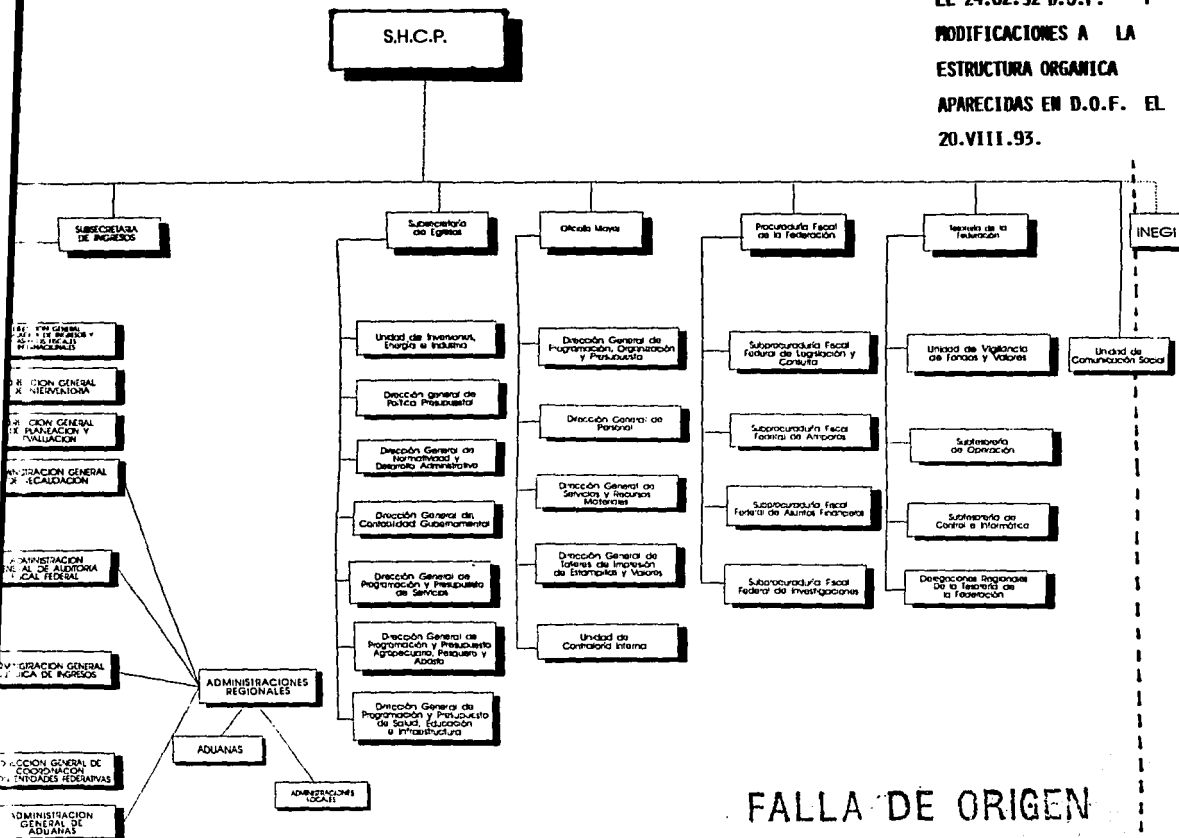 EL 24.02.92 D.O.F. Y
MODIFICACIONES A LA
ESTRUCTURA ORGANICA
APARECIDAS EN D.O.F. EL
20.VIII.93.
S.H.C.P.
SUBSECRETARIA
DE INGRESOS
GENERAL
DE INGRESOS Y
FISCALES
INTERNACIONALES
GENERAL
INTERVENTORIA
GENERAL
DE PLANEACION Y
EVALUACION
GENERAL
DE RECAUDACION
ADMINISTRACION
DE AUDITORIA
FISCAL FEDERAL
GENERAL
DE INGRESOS
GENERAL DE
COORDINACION
ENTIDADES FEDERATIVAS
ADMINISTRACION
GENERAL DE
ADUANAS
ADMINISTRACIONES
REGIONALES
ADUANAS
ADMINISTRACIONES
LOCALES
Subsecretaría
de Egresos
Unidad de Inversiones,
Energía e Industria
Dirección general de
Política Presupuestal
Dirección General de
Normatividad y
Desarrollo Administrativo
Dirección General de
Contabilidad Gubernamental
Dirección General de
Programación y Presupuesto
de Servicios
Dirección General de
Programación y Presupuesto
Agropecuario, Pesquero y
Abasto
Dirección General de
Programación y Presupuesto
de Salud, Educación
e Infraestructura
Oficialía Mayor
Dirección General de
Programación, Organización
y Presupuesto
Dirección General de
Personal
Dirección General de
Servicios y Recursos
Materiales
Dirección General de
Talleres de Impresión
de Estampillas y Valores
Unidad de
Contraloría Interna
Procuraduría Fiscal
de la Federación
Subprocuraduría Fiscal
Federal de Legislación y
Consulta
Subprocuraduría Fiscal
Federal de Amparos
Subprocuraduría Fiscal
Federal de Asuntos Financieros
Subprocuraduría Fiscal
Federal de Investigaciones
Tesorería de la
Federación
Unidad de Vigilancia
de Fondos y Valores
Subtesorería
de Operación
Subtesorería de
Control e Informática
Delegaciones Regionales
De la Tesorería de
la Federación
Unidad de
Comunicación Social
INEGI
FALLA DE ORIGEN